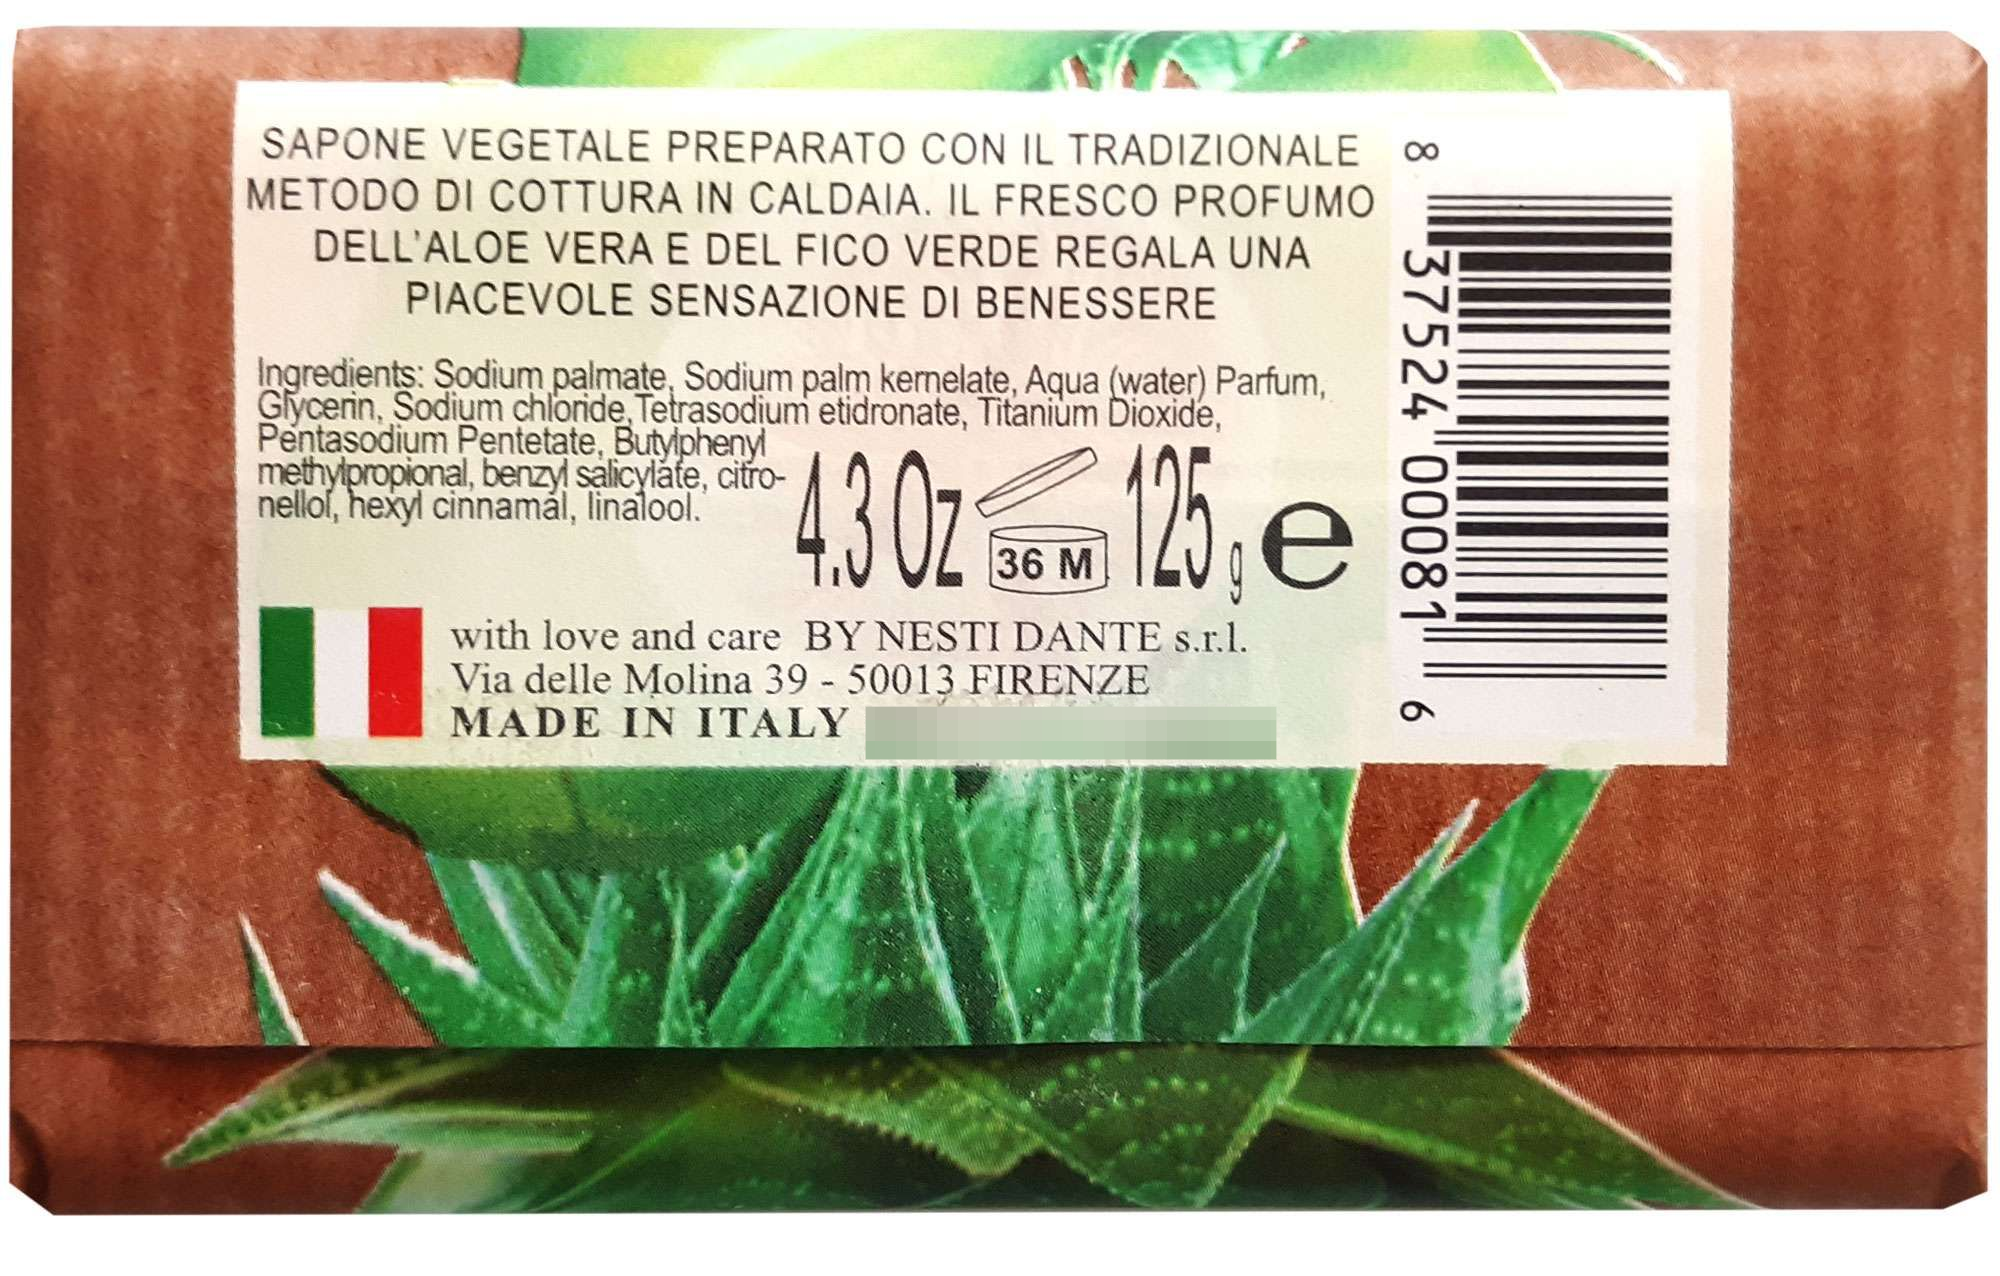 SAPONE VEGETALE PREPARATO CON IL TRADIZIONALE
METODO DI COTTURA IN CALDAIA. IL FRESCO PROFUMO
DELL'ALOE VERA E DEL FICO VERDE REGALA UNA
PIACEVOLE SENSAZIONE DI BENESSERE
Ingredients: Sodium palmate, Sodium palm kernelate, Aqua (water) Parfum,
Glycerin, Sodium chloride, Tetrasodium etidronate, Titanium Dioxide,
Pentasodium Pentetate, Butylphenyl
methylpropional, benzyl salicylate, citro-
nellol, hexyl cinnamal, linalool.
4.3 Oz 36 M 125 g e
with love and care BY NESTI DANTE s.r.l.
Via delle Molina 39 - 50013 FIRENZE
MADE IN ITALY
8 37524 00081 6